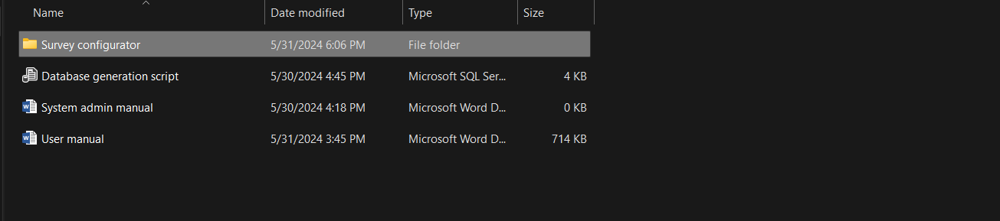 Name Date modified Type Size
Survey configurator 5/31/2024 6:06 PM File folder
Database generation script 5/30/2024 4:45 PM Microsoft SQL Ser... 4 KB
System admin manual 5/30/2024 4:18 PM Microsoft Word D... 0 KB
User manual 5/31/2024 3:45 PM Microsoft Word D... 714 KB